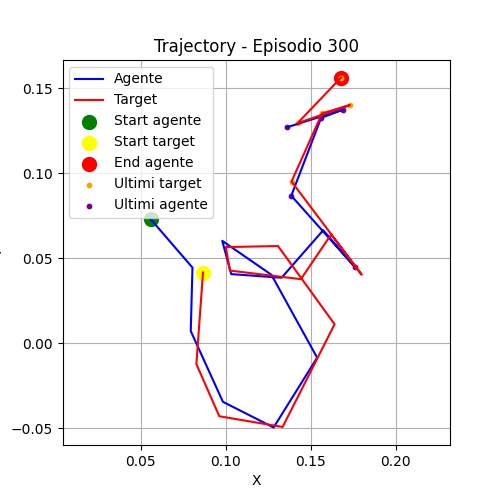 Trajectory - Episodio 300
Agente
Target
Start agente
Start target
End agente
Ultimi target
Ultimi agente
0.15
0.10
0.05
0.00
−0.05
0.05 0.10 0.15 0.20
X